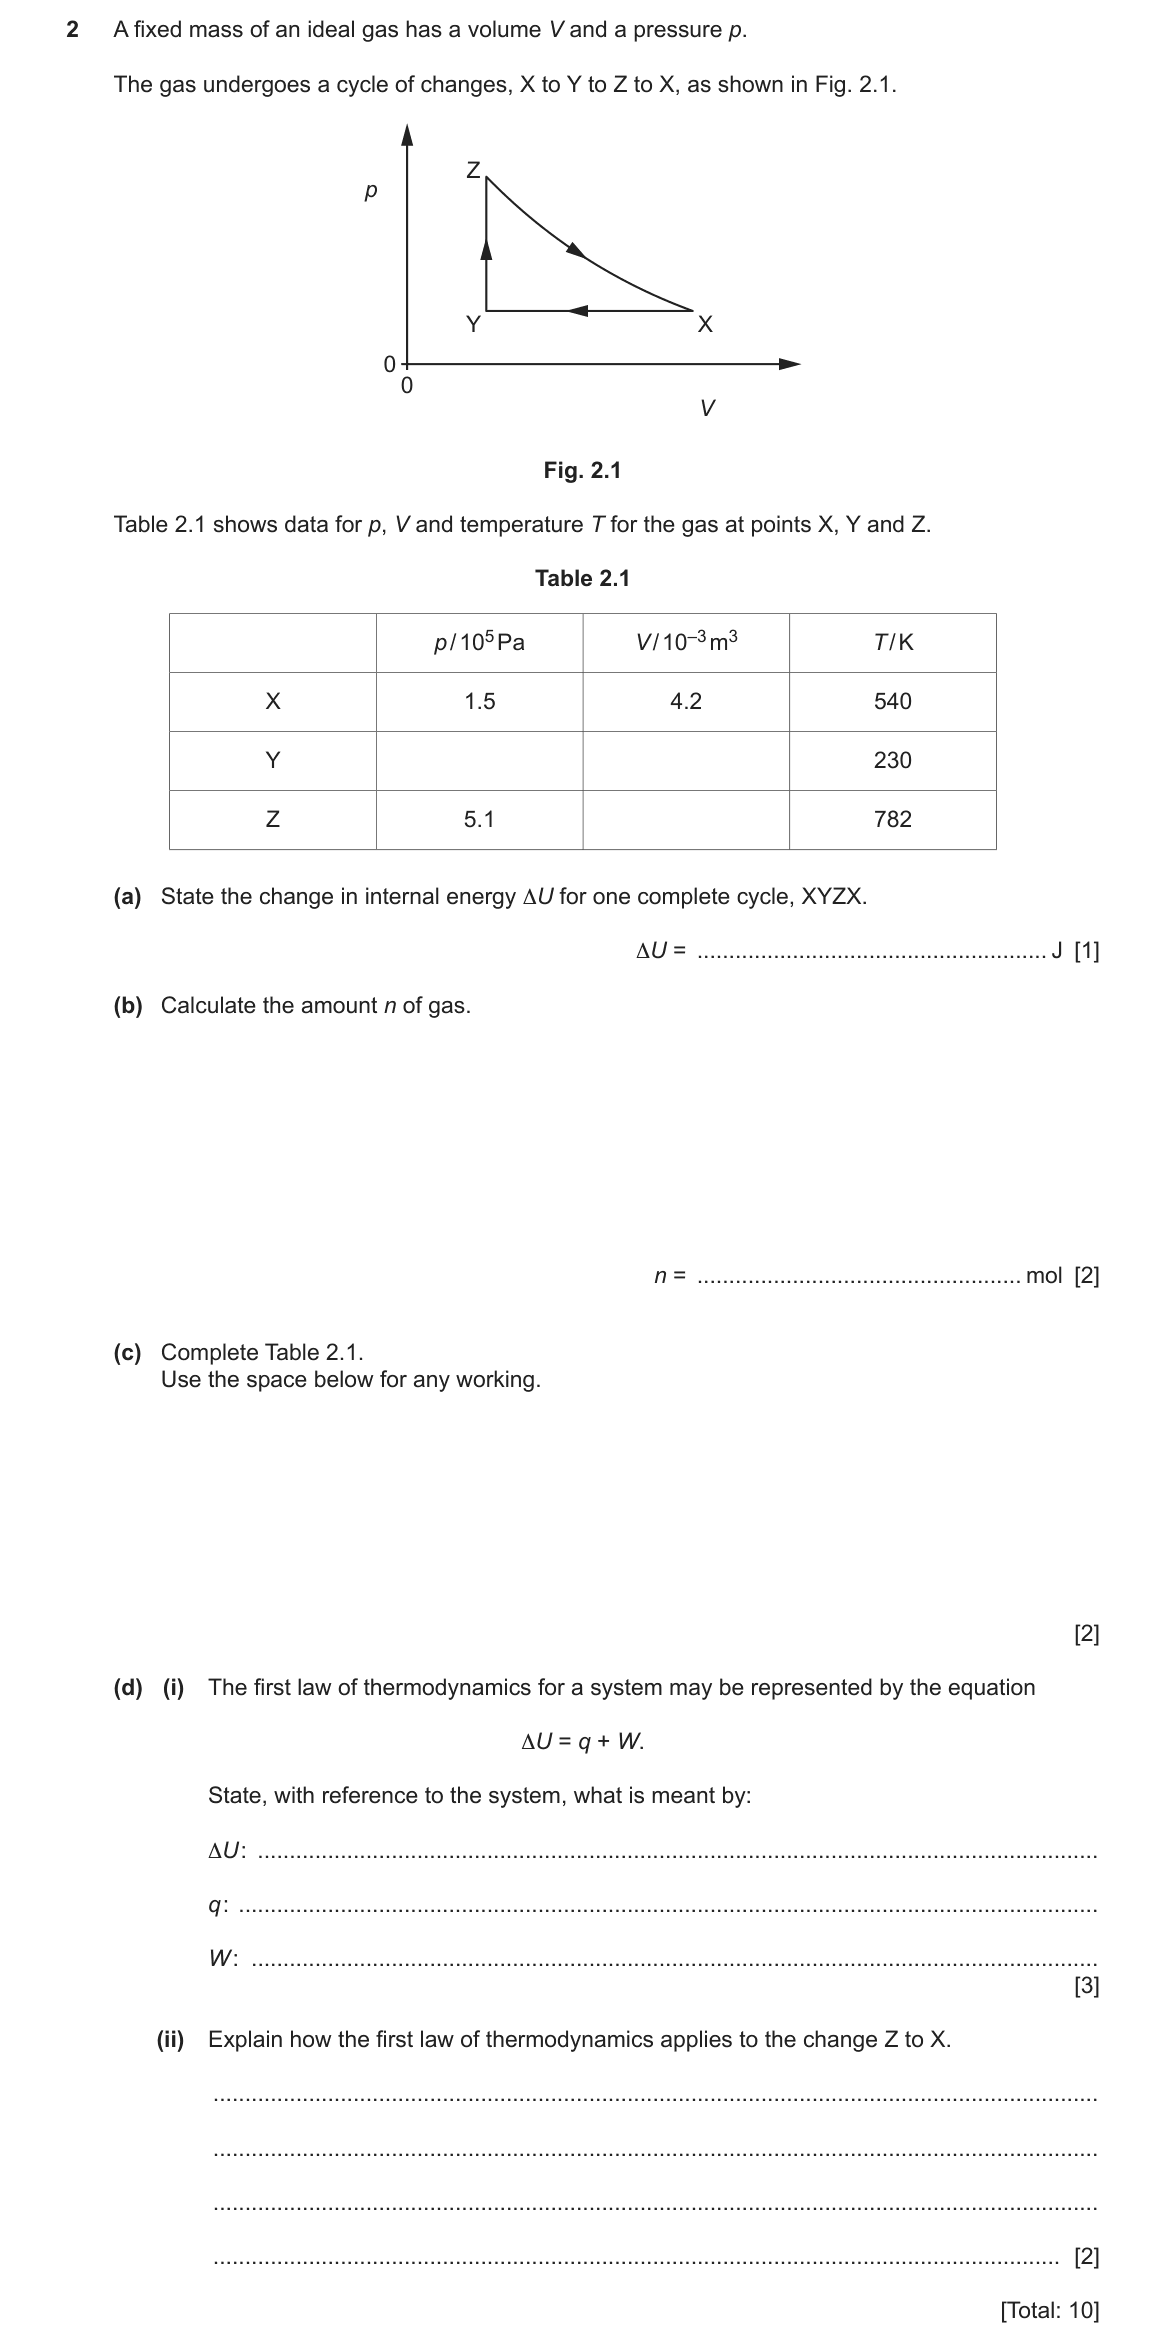 2 A fixed mass of an ideal gas has a volume V and a pressure p.
The gas undergoes a cycle of changes, X to Y to Z to X, as shown in Fig. 2.1.
Z
p
Y
X
0
0
V
Fig. 2.1
Table 2.1 shows data for p, V and temperature T for the gas at points X, Y and Z.
Table 2.1
p/10⁵Pa V/10⁻³m³ T/K
X 1.5 4.2 540
Y 230
Z 5.1 782
(a) State the change in internal energy ΔU for one complete cycle, XYZX.
ΔU = ...................................................... J [1]
(b) Calculate the amount n of gas.
n = .................................................. mol [2]
(c) Complete Table 2.1.
Use the space below for any working.
[2]
(d) (i) The first law of thermodynamics for a system may be represented by the equation
ΔU = q + W.
State, with reference to the system, what is meant by:
ΔU: ....................................................................................................................................
q: .......................................................................................................................................
W: .....................................................................................................................................
[3]
(ii) Explain how the first law of thermodynamics applies to the change Z to X.
...........................................................................................................................................
...........................................................................................................................................
...........................................................................................................................................
..................................................................................................................................... [2]
[Total: 10]